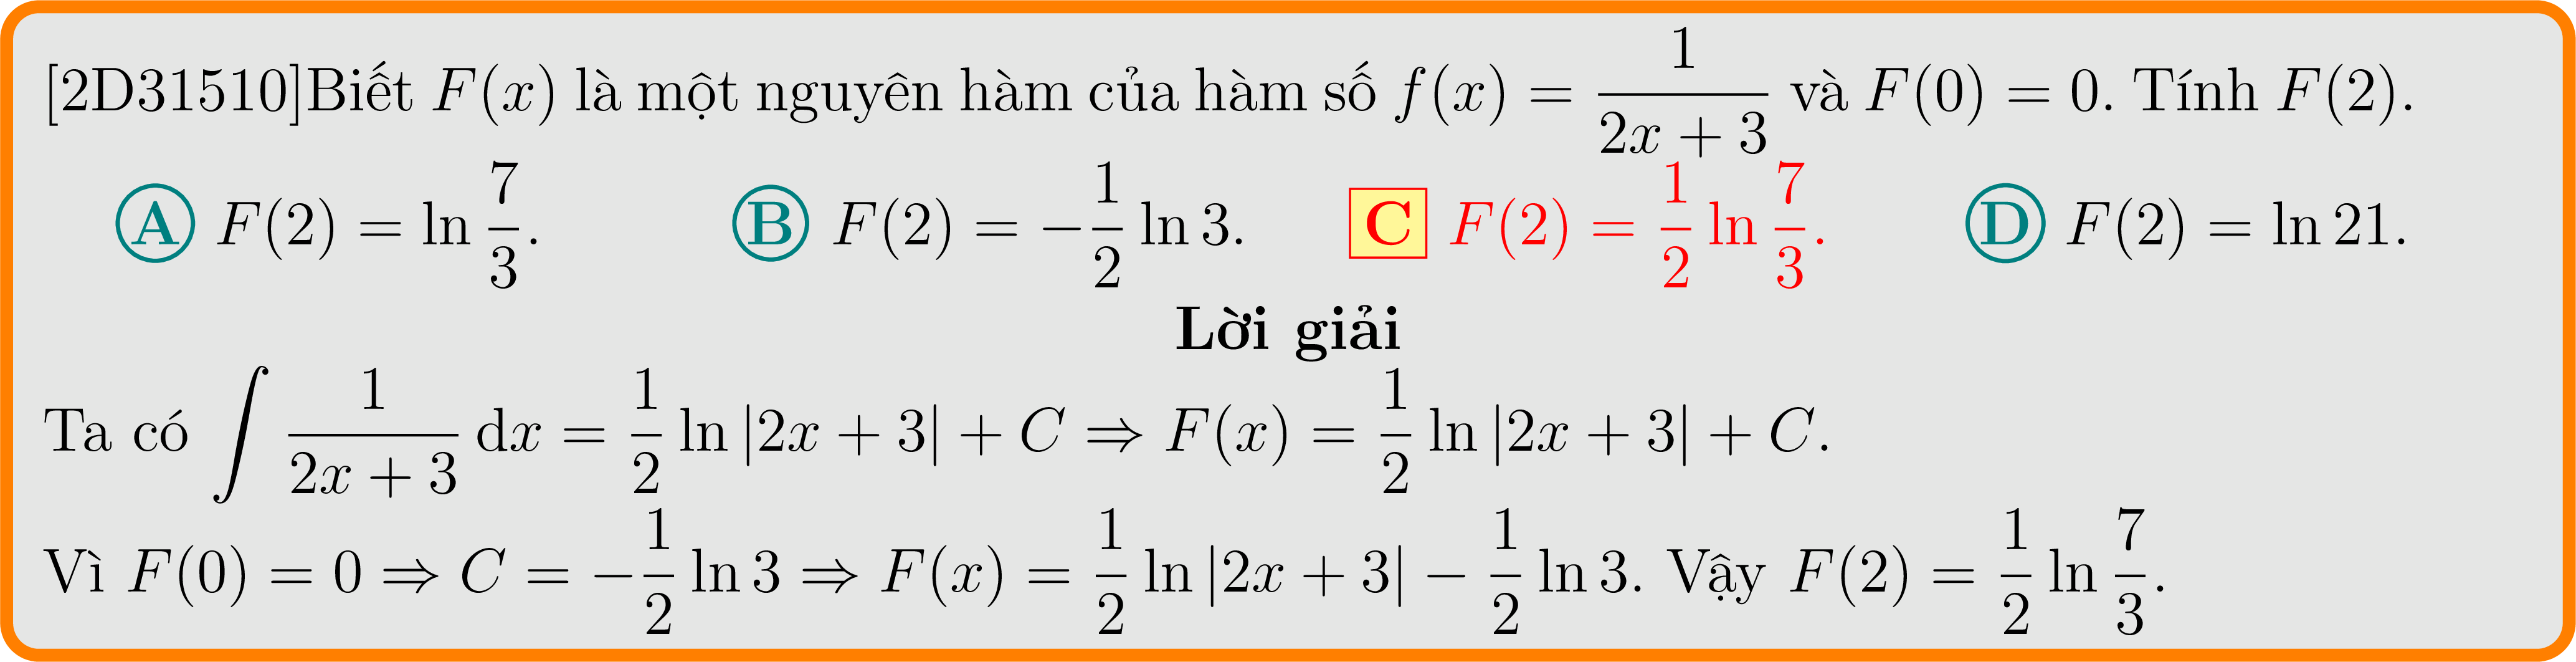 [2D31510]Biết F(x) là một nguyên hàm của hàm số f(x) = \frac{1}{2x + 3} và F(0) = 0. Tính F(2).
A F(2) = ln \frac{7}{3}. B F(2) = −\frac{1}{2} ln 3. C F(2) = \frac{1}{2} ln \frac{7}{3}. D F(2) = ln 21.
Lời giải
Ta có ∫ \frac{1}{2x + 3} dx = \frac{1}{2} ln |2x + 3| + C ⇒ F(x) = \frac{1}{2} ln |2x + 3| + C.
Vì F(0) = 0 ⇒ C = −\frac{1}{2} ln 3 ⇒ F(x) = \frac{1}{2} ln |2x + 3| − \frac{1}{2} ln 3. Vậy F(2) = \frac{1}{2} ln \frac{7}{3}.